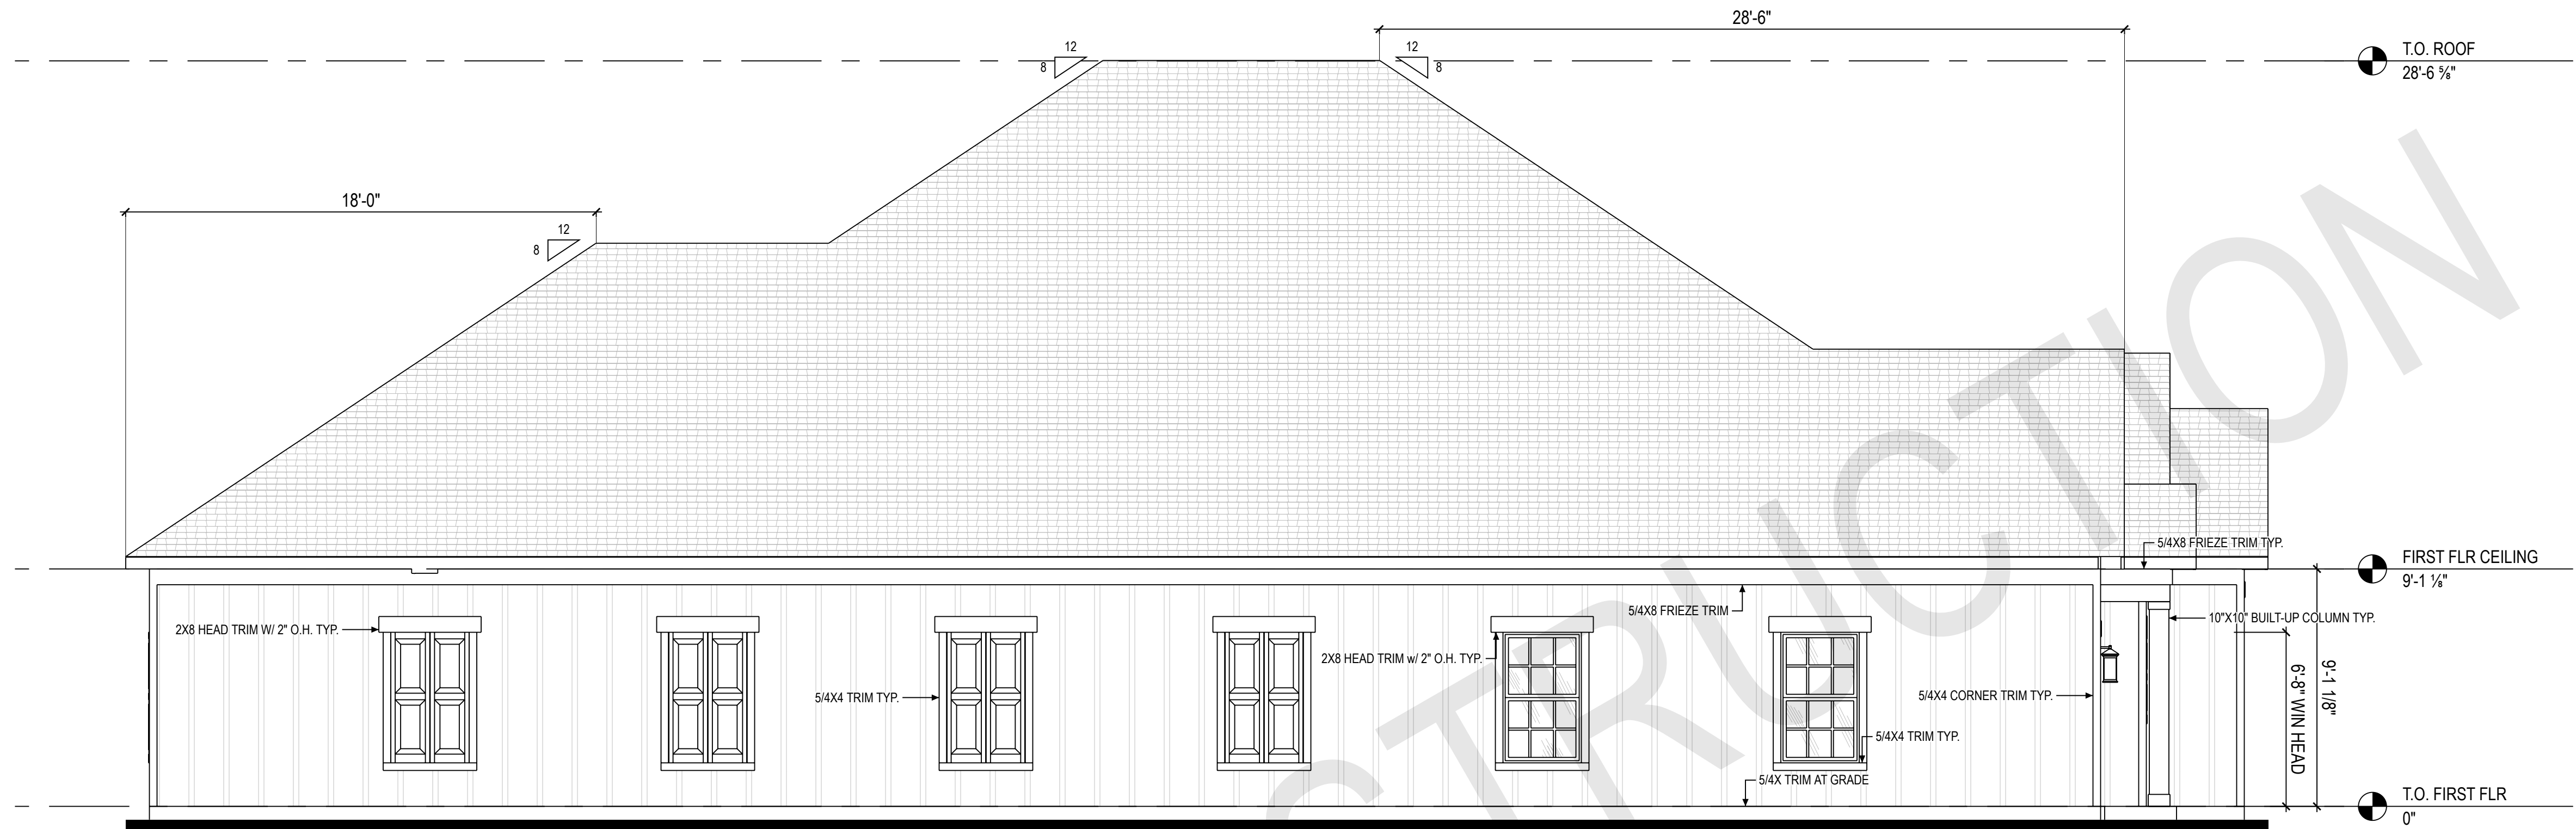 28'-6"
12
8
12
8
T.O. ROOF
28'-6 ⅝"
18'-0"
12
8
5/4X8 FRIEZE TRIM TYP.
FIRST FLR CEILING
9'-1 ⅛"
5/4X8 FRIEZE TRIM
10"X10" BUILT-UP COLUMN TYP.
2X8 HEAD TRIM W/ 2" O.H. TYP.
2X8 HEAD TRIM w/ 2" O.H. TYP.
5/4X4 TRIM TYP.
5/4X4 CORNER TRIM TYP.
6'-8" WIN HEAD
9'-1 1/8"
5/4X4 TRIM TYP.
5/4X TRIM AT GRADE
T.O. FIRST FLR
0"
STRUCTION